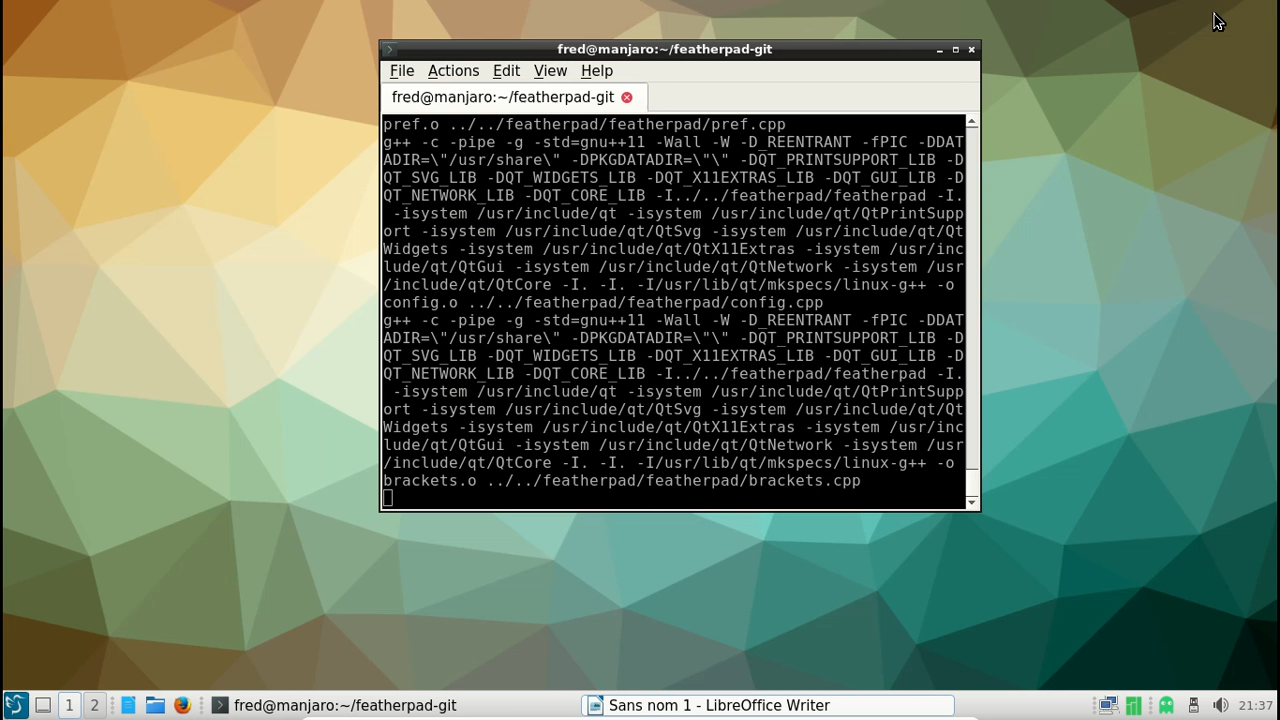 fred@manjaro:~/featherpad-git
File Actions Edit View Help
fred@manjaro:~/featherpad-git
pref.o ../../featherpad/featherpad/pref.cpp
g++ -c -pipe -g -std=gnu++11 -Wall -W -D_REENTRANT -fPIC -DDAT
ADIR=\"/usr/share\" -DPKGDATADIR=\"\" -DQT_PRINTSUPPORT_LIB -D
QT_SVG_LIB -DQT_WIDGETS_LIB -DQT_X11EXTRAS_LIB -DQT_GUI_LIB -D
QT_NETWORK_LIB -DQT_CORE_LIB -I../../featherpad/featherpad -I.
 -isystem /usr/include/qt -isystem /usr/include/qt/QtPrintSupp
ort -isystem /usr/include/qt/QtSvg -isystem /usr/include/qt/Qt
Widgets -isystem /usr/include/qt/QtX11Extras -isystem /usr/inc
lude/qt/QtGui -isystem /usr/include/qt/QtNetwork -isystem /usr
/include/qt/QtCore -I. -I. -I/usr/lib/qt/mkspecs/linux-g++ -o
config.o ../../featherpad/featherpad/config.cpp
g++ -c -pipe -g -std=gnu++11 -Wall -W -D_REENTRANT -fPIC -DDAT
ADIR=\"/usr/share\" -DPKGDATADIR=\"\" -DQT_PRINTSUPPORT_LIB -D
QT_SVG_LIB -DQT_WIDGETS_LIB -DQT_X11EXTRAS_LIB -DQT_GUI_LIB -D
QT_NETWORK_LIB -DQT_CORE_LIB -I../../featherpad/featherpad -I.
 -isystem /usr/include/qt -isystem /usr/include/qt/QtPrintSupp
ort -isystem /usr/include/qt/QtSvg -isystem /usr/include/qt/Qt
Widgets -isystem /usr/include/qt/QtX11Extras -isystem /usr/inc
lude/qt/QtGui -isystem /usr/include/qt/QtNetwork -isystem /usr
/include/qt/QtCore -I. -I. -I/usr/lib/qt/mkspecs/linux-g++ -o
brackets.o ../../featherpad/featherpad/brackets.cpp
1 2 fred@manjaro:~/featherpad-git Sans nom 1 - LibreOffice Writer 21:37